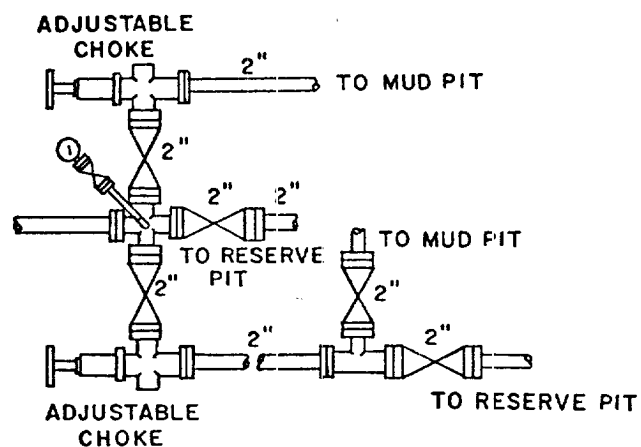 ADJUSTABLE
CHOKE
2"
TO MUD PIT
2"
1
2"
2"
TO RESERVE
PIT
TO MUD PIT
2"
2"
2"
2"
TO RESERVE PIT
ADJUSTABLE
CHOKE